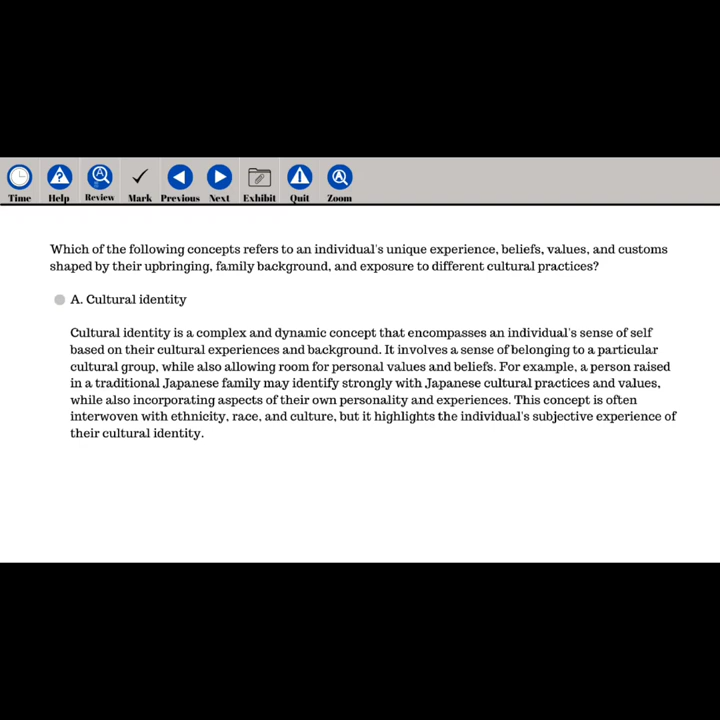 Time Help Review Mark Previous Next Exhibit Quit Zoom
Which of the following concepts refers to an individual's unique experience, beliefs, values, and customs
shaped by their upbringing, family background, and exposure to different cultural practices?
A. Cultural identity
Cultural identity is a complex and dynamic concept that encompasses an individual's sense of self
based on their cultural experiences and background. It involves a sense of belonging to a particular
cultural group, while also allowing room for personal values and beliefs. For example, a person raised
in a traditional Japanese family may identify strongly with Japanese cultural practices and values,
while also incorporating aspects of their own personality and experiences. This concept is often
interwoven with ethnicity, race, and culture, but it highlights the individual's subjective experience of
their cultural identity.